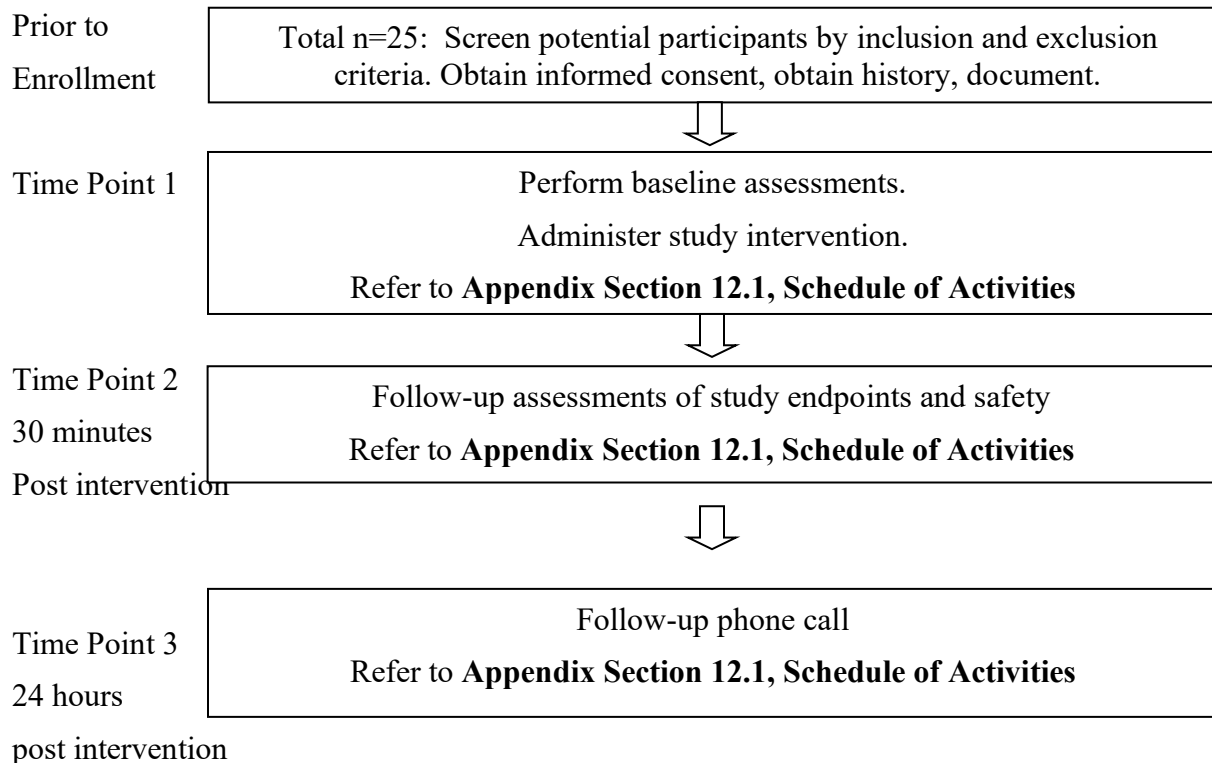 Prior to
Enrollment
Total n=25: Screen potential participants by inclusion and exclusion
criteria. Obtain informed consent, obtain history, document.
Time Point 1
Perform baseline assessments.
Administer study intervention.
Refer to Appendix Section 12.1, Schedule of Activities
Time Point 2
30 minutes
Post intervention
Follow-up assessments of study endpoints and safety
Refer to Appendix Section 12.1, Schedule of Activities
Time Point 3
24 hours
post intervention
Follow-up phone call
Refer to Appendix Section 12.1, Schedule of Activities